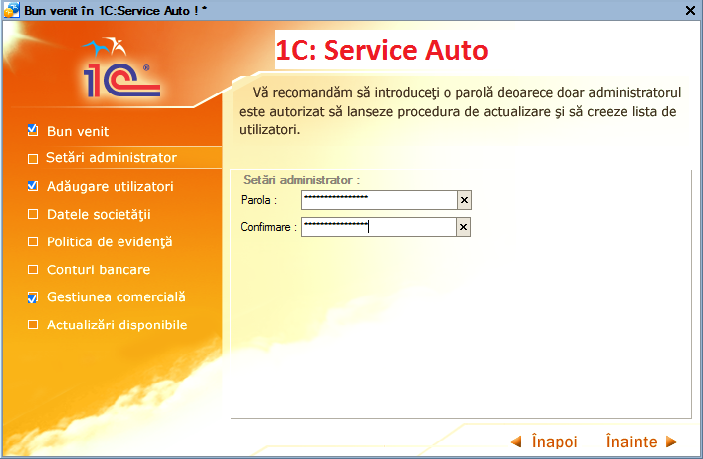 Bun venit în 1C:Service Auto ! *
1C®
1C: Service Auto
Vă recomandăm să introduceţi o parolă deoarece doar administratorul
este autorizat să lanseze procedura de actualizare şi să creeze lista de
utilizatori.
Bun venit
Setări administrator
Adăugare utilizatori
Datele societăţii
Politica de evidenţă
Conturi bancare
Gestiunea comercială
Actualizări disponibile
Setări administrator :
Parola : ****************
Confirmare : ****************
Înapoi Înainte